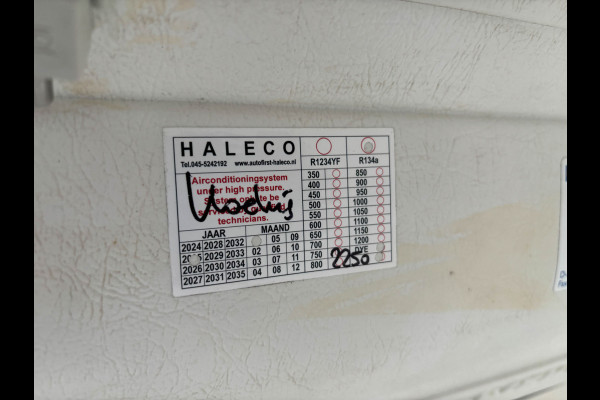 HALECO
Tel.045-5242192 www.autofirst-haleco.nl
Airconditioningsystem
under high pressure.
technicians.
R1234YF R134a
350 850
400 900
450 950
500 1000
550 1050
600 1100
650 1150
700 1200
750 DYE
800 2250
JAAR MAAND
2024 2028 2032 05 09
2029 2033 02 06 10
2026 2030 2034 03 07 11
2027 2031 2035 04 08 12